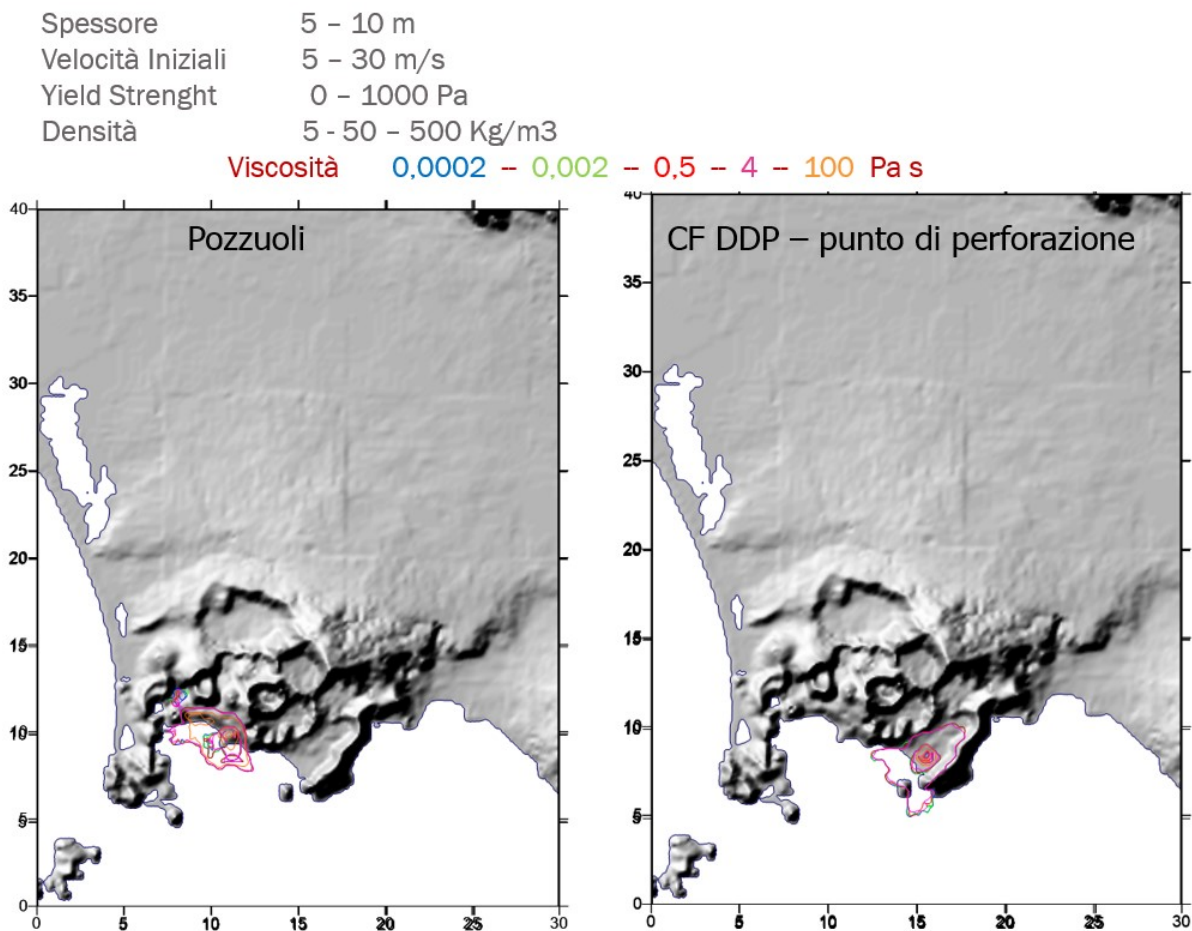 Spessore 5 – 10 m
Velocità Iniziali 5 – 30 m/s
Yield Strenght 0 – 1000 Pa
Densità 5 - 50 – 500 Kg/m3
Viscosità 0,0002 -- 0,002 -- 0,5 -- 4 -- 100 Pa s
Pozzuoli
40
35
30
25
20
15
10
5
0
0 5 10 15 20 25 30
CF DDP – punto di perforazione
40
35
30
25
20
15
10
5
0
0 5 10 15 20 25 30